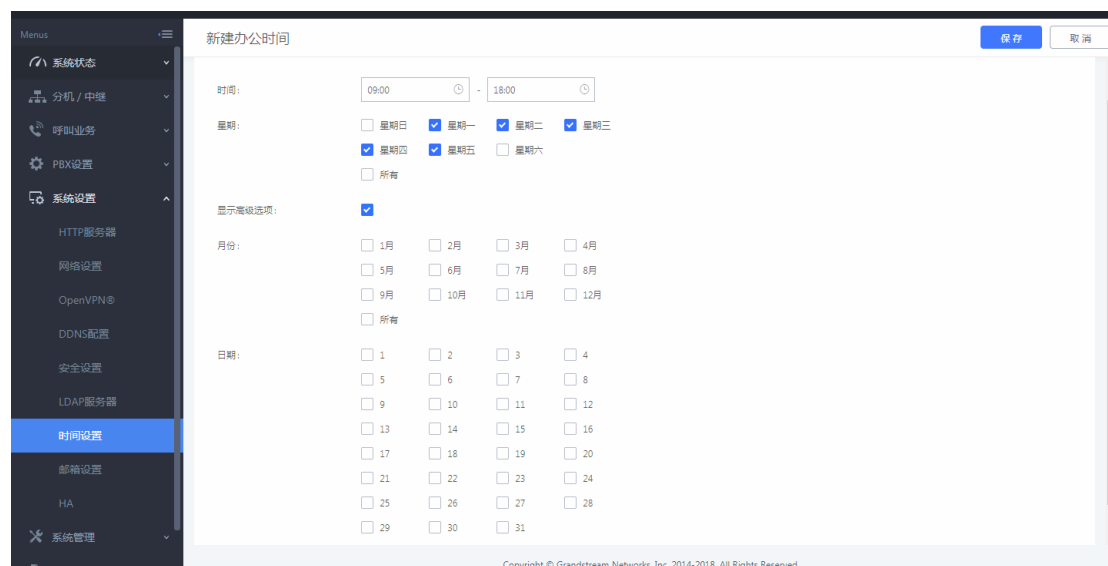 Menus
系统状态
分机 / 中继
呼叫业务
PBX设置
系统设置
HTTP服务器
网络设置
OpenVPN®
DDNS配置
安全设置
LDAP服务器
时间设置
邮箱设置
HA
系统管理
新建办公时间
保存 取消
时间: 09:00 - 18:00
星期: 星期日 星期一 星期二 星期三
星期四 星期五 星期六
所有
显示高级选项:
月份: 1月 2月 3月 4月
5月 6月 7月 8月
9月 10月 11月 12月
所有
日期: 1 2 3 4
5 6 7 8
9 10 11 12
13 14 15 16
17 18 19 20
21 22 23 24
25 26 27 28
29 30 31
Copyright © Grandstream Networks, Inc. 2014-2018. All Rights Reserved.